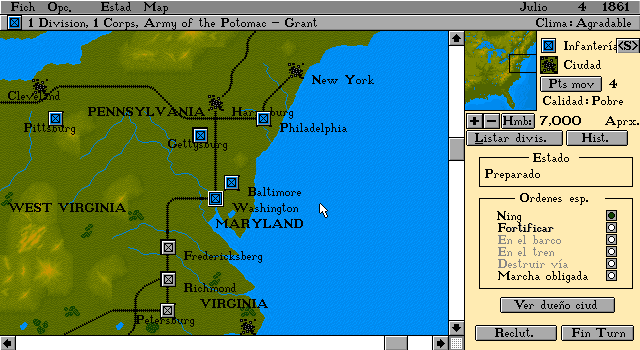 Fich Opc. Estad Map Julio 4 1861
1 Division, 1 Corps, Army of the Potomac - Grant Clima: Agradable
Cleveland
New York
PENNSYLVANIA
Pittsburg
Gettysburg
Philadelphia
Baltimore
Washington
WEST VIRGINIA
MARYLAND
Fredericksberg
Richmond
VIRGINIA
Petersburg
Infantería <S>
Ciudad
Pts mov 4
Calidad: Pobre
+ - Hmb: 7,000 Aprx.
Listar divis. Hist.
Estado
Preparado
Ordenes esp.
Ning
Fortificar
En el barco
En el tren
Destruir vía
Marcha obligada
Ver dueño ciud
Reclut. Fin Turn